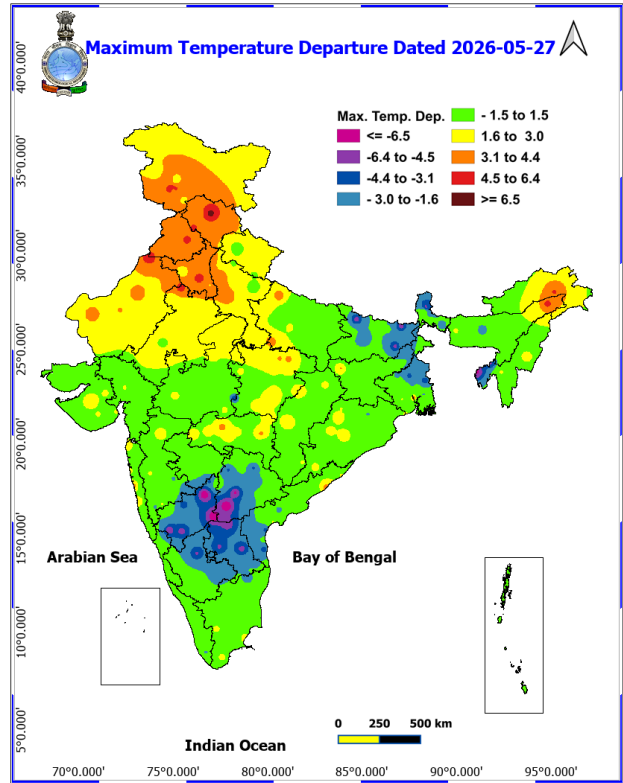 Maximum Temperature Departure Dated 2026-05-27
Max. Temp. Dep.
<= -6.5
-6.4 to -4.5
-4.4 to -3.1
- 3.0 to -1.6
- 1.5 to 1.5
1.6 to 3.0
3.1 to 4.4
4.5 to 6.4
>= 6.5
40°0.000'
35°0.000'
30°0.000'
25°0.000'
20°0.000'
15°0.000'
10°0.000'
5°0.000'
Arabian Sea
Bay of Bengal
Indian Ocean
0 250 500 km
70°0.000' 75°0.000' 80°0.000' 85°0.000' 90°0.000' 95°0.000'